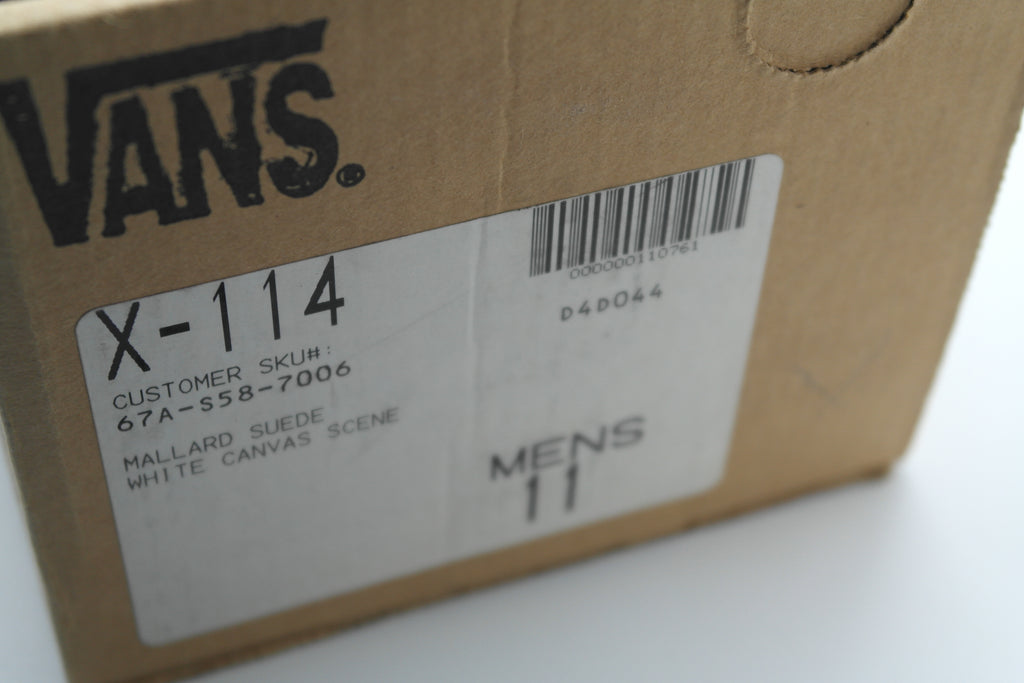 VANS.
X-114
CUSTOMER SKU#:
67A-S58-7006
MALLARD SUEDE
WHITE CANVAS SCENE
000000110761
D4D044
MENS
11